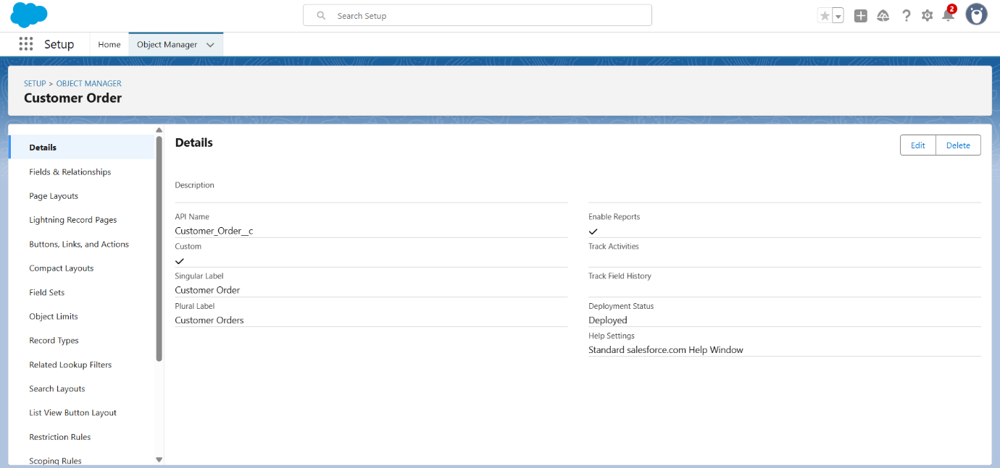 Search Setup
2
Setup
Home
Object Manager
SETUP > OBJECT MANAGER
Customer Order
Details
Fields & Relationships
Page Layouts
Lightning Record Pages
Buttons, Links, and Actions
Compact Layouts
Field Sets
Object Limits
Record Types
Related Lookup Filters
Search Layouts
List View Button Layout
Restriction Rules
Scoping Rules
Details
Edit
Delete
Description
API Name
Customer_Order__c
Custom
Singular Label
Customer Order
Plural Label
Customer Orders
Enable Reports
Track Activities
Track Field History
Deployment Status
Deployed
Help Settings
Standard salesforce.com Help Window